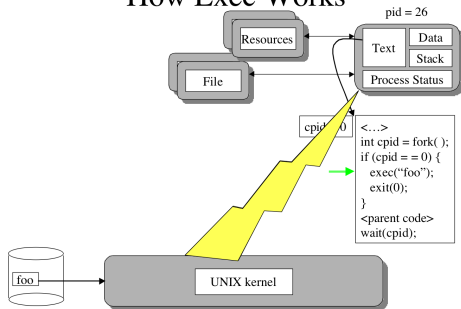 How Exec Works
pid = 26
Resources
Data
Text
Stack
File
Process Status
cpid 0
<…>
int cpid = fork( );
if (cpid = = 0) {
exec(“foo”);
exit(0);
}
<parent code>
wait(cpid);
foo
UNIX kernel